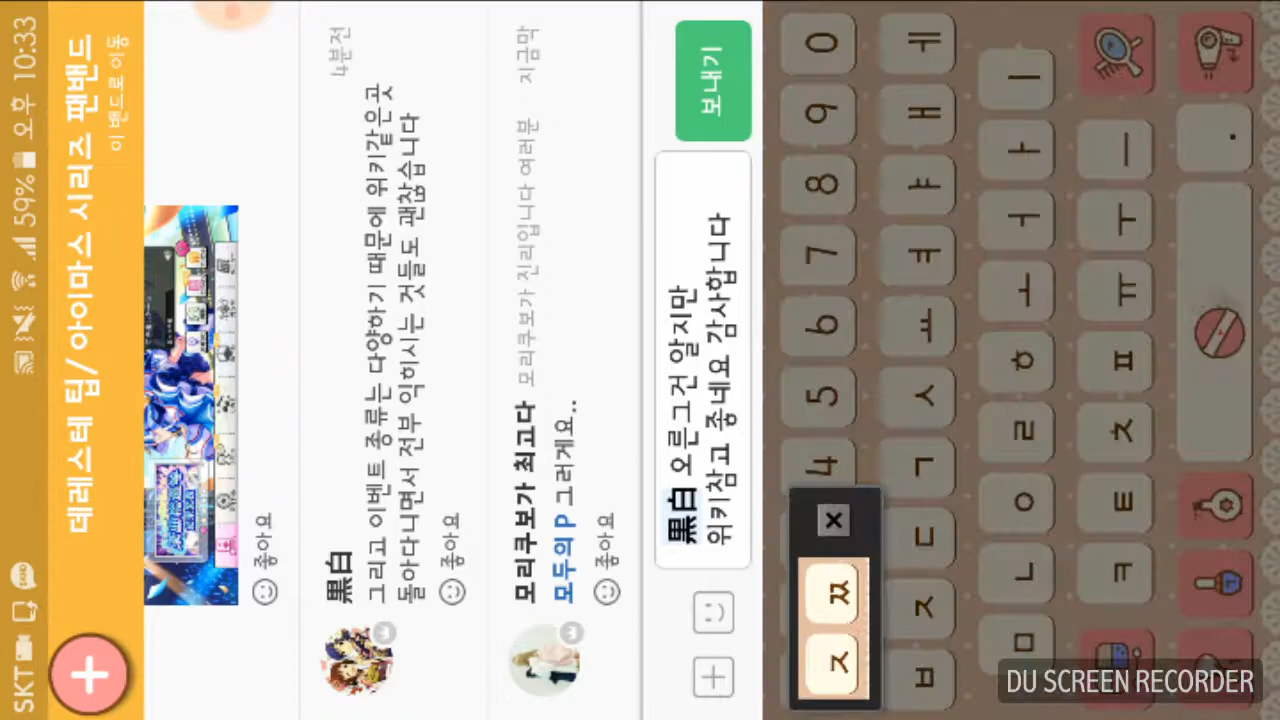 SKT 59% 오후 10:33
데레스테 팁/아이마스 시리즈 팬밴드
이 밴드로 이동
좋아요
黒白
4분전
그리고 이벤트 종류는 다양하기 때문에 위키같은곳
돌아다니면서 전부 익히시는 것들도 괜찮습니다
좋아요
모리쿠보가 최고다 모리쿠보가 진리입니다 여러분 지금막
모두의 P 그러게요..
좋아요
黒白 오른그건 알지만
위키참고 좋네요 감사합니다
보내기
4 5 6 7 8 9 0
ㅂ ㅈ ㄷ ㄱ ㅅ ㅛ ㅕ ㅑ ㅐ ㅔ
ㅁ ㄴ ㅇ ㄹ ㅎ ㅗ ㅓ ㅏ ㅣ
ㅋ ㅌ ㅊ ㅍ ㅠ ㅜ ㅡ
.
×
ㅈ ㅉ
DU SCREEN RECORDER